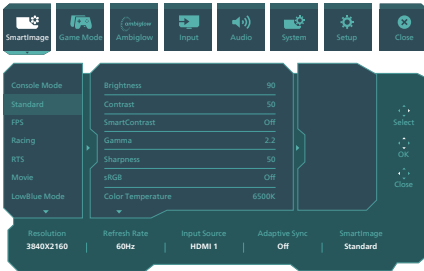 ambiglow
SmartImage Game Mode Ambiglow Input Audio System Setup Close
Console Mode
Standard
FPS
Racing
RTS
Movie
LowBlue Mode
Brightness 90
Contrast 50
SmartContrast Off
Gamma 2.2
Sharpness 50
sRGB Off
Color Temperature 6500K
Select
OK
Close
Resolution Refresh Rate Input Source Adaptive Sync SmartImage
3840X2160 60Hz HDMI 1 Off Standard